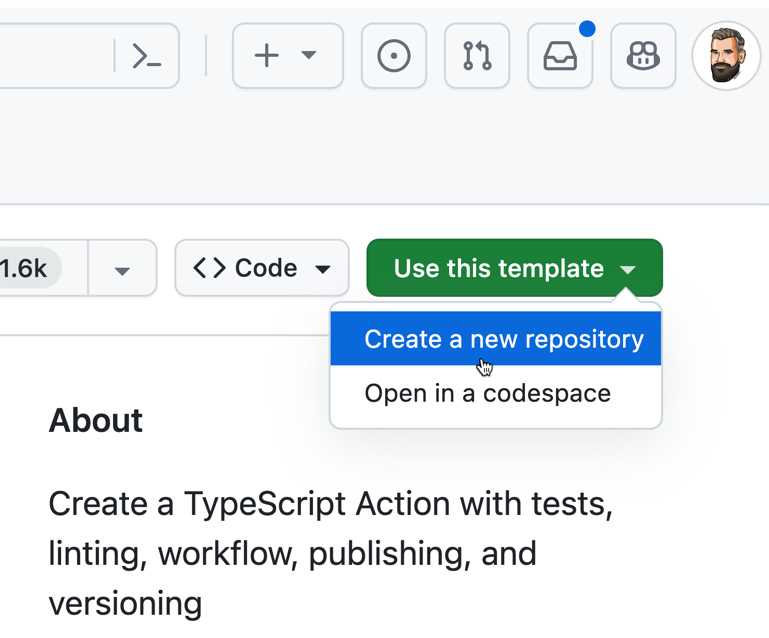 1.6k
Code
Use this template
Create a new repository
Open in a codespace
About
Create a TypeScript Action with tests,
linting, workflow, publishing, and
versioning